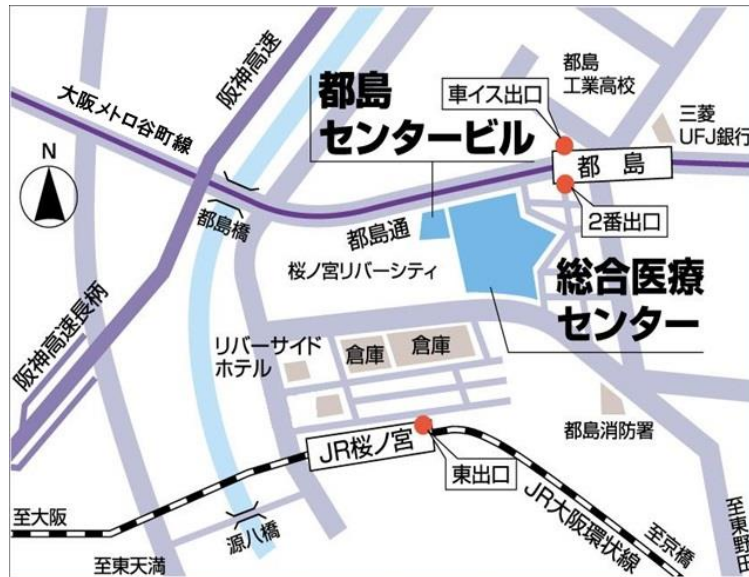 大阪メトロ谷町線
阪神高速
都島
センタービル
車イス出口
都島
工業高校
三菱
UFJ銀行
都島
2番出口
N
都島橋
都島通
桜ノ宮リバーシティ
総合医療
センター
阪神高速長柄
リバーサイド
ホテル
倉庫
倉庫
都島消防署
JR桜ノ宮
東出口
JR大阪環状線
至大阪
至東天満
源八橋
至京橋
至東野田